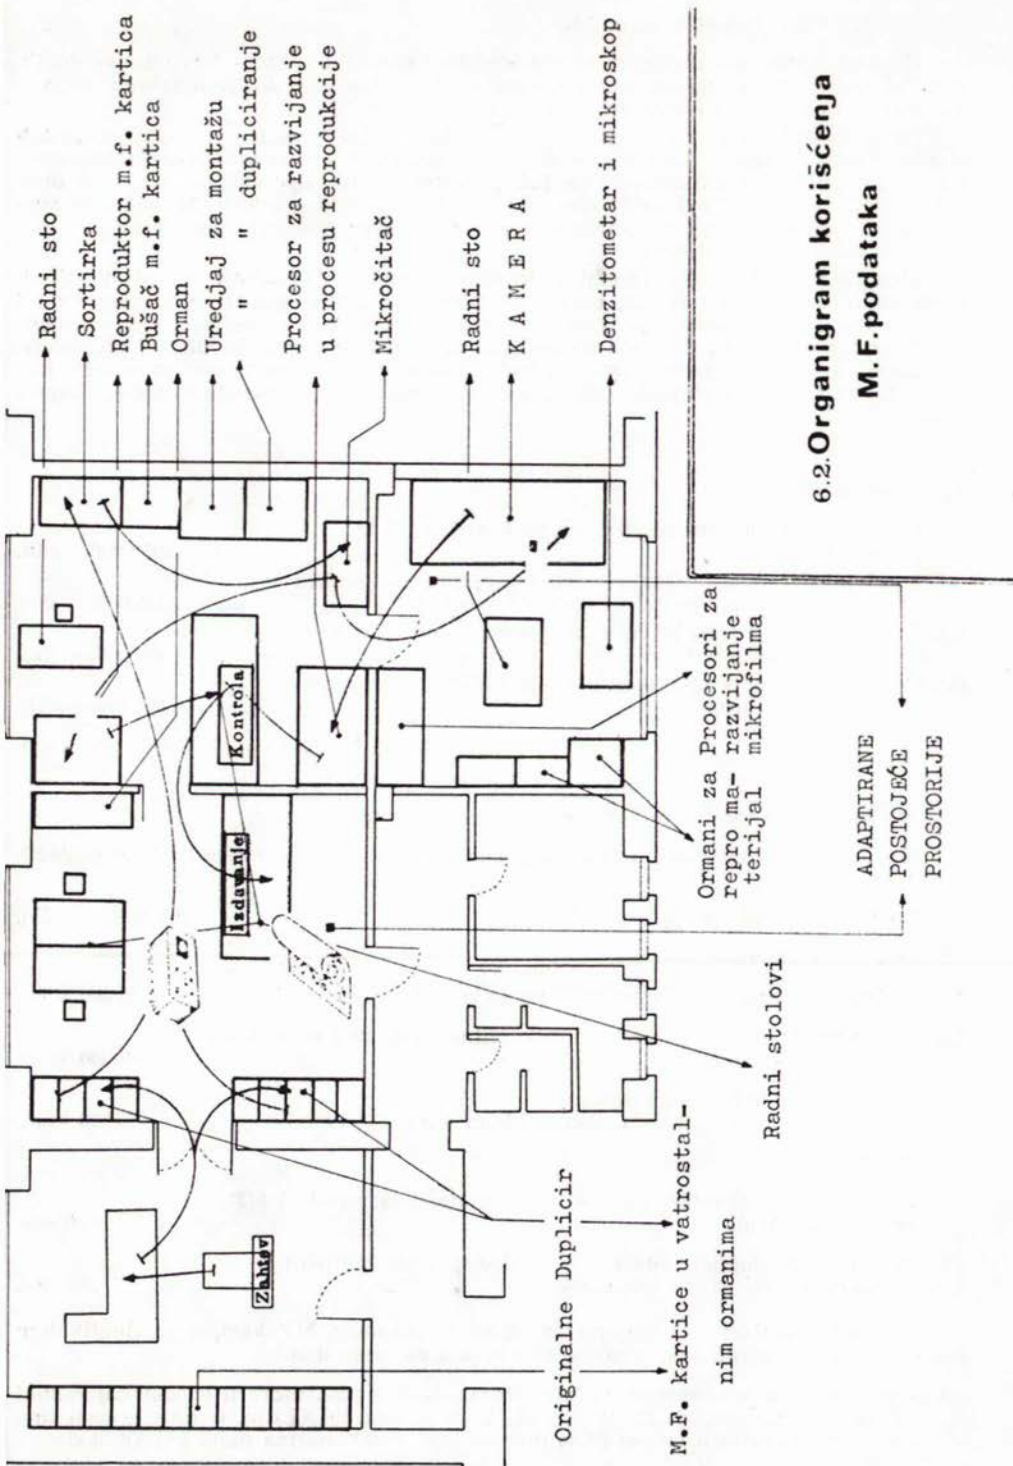 Radni sto
Sortirka
Reproduktor m.f. kartica
Bušač m.f. kartica
Orman
Uredjaj za montažu
" " dupliciranje
Procesor za razvijanje
u procesu reprodukcije
Mikročitač
Radni sto
K A M E R A
Denzitometar i mikroskop
Kontrola
Izdavanje
Zahtev
Ormani za Procesori za
repro ma- razvijanje
terijal mikrofilma
ADAPTIRANE
POSTOJEĆE
PROSTORIJE
Radni stolovi
Originalne Duplicir
M.F. kartice u vatrostal-
nim ormanima
6.2. Organigram korišćenja
M.F. podataka